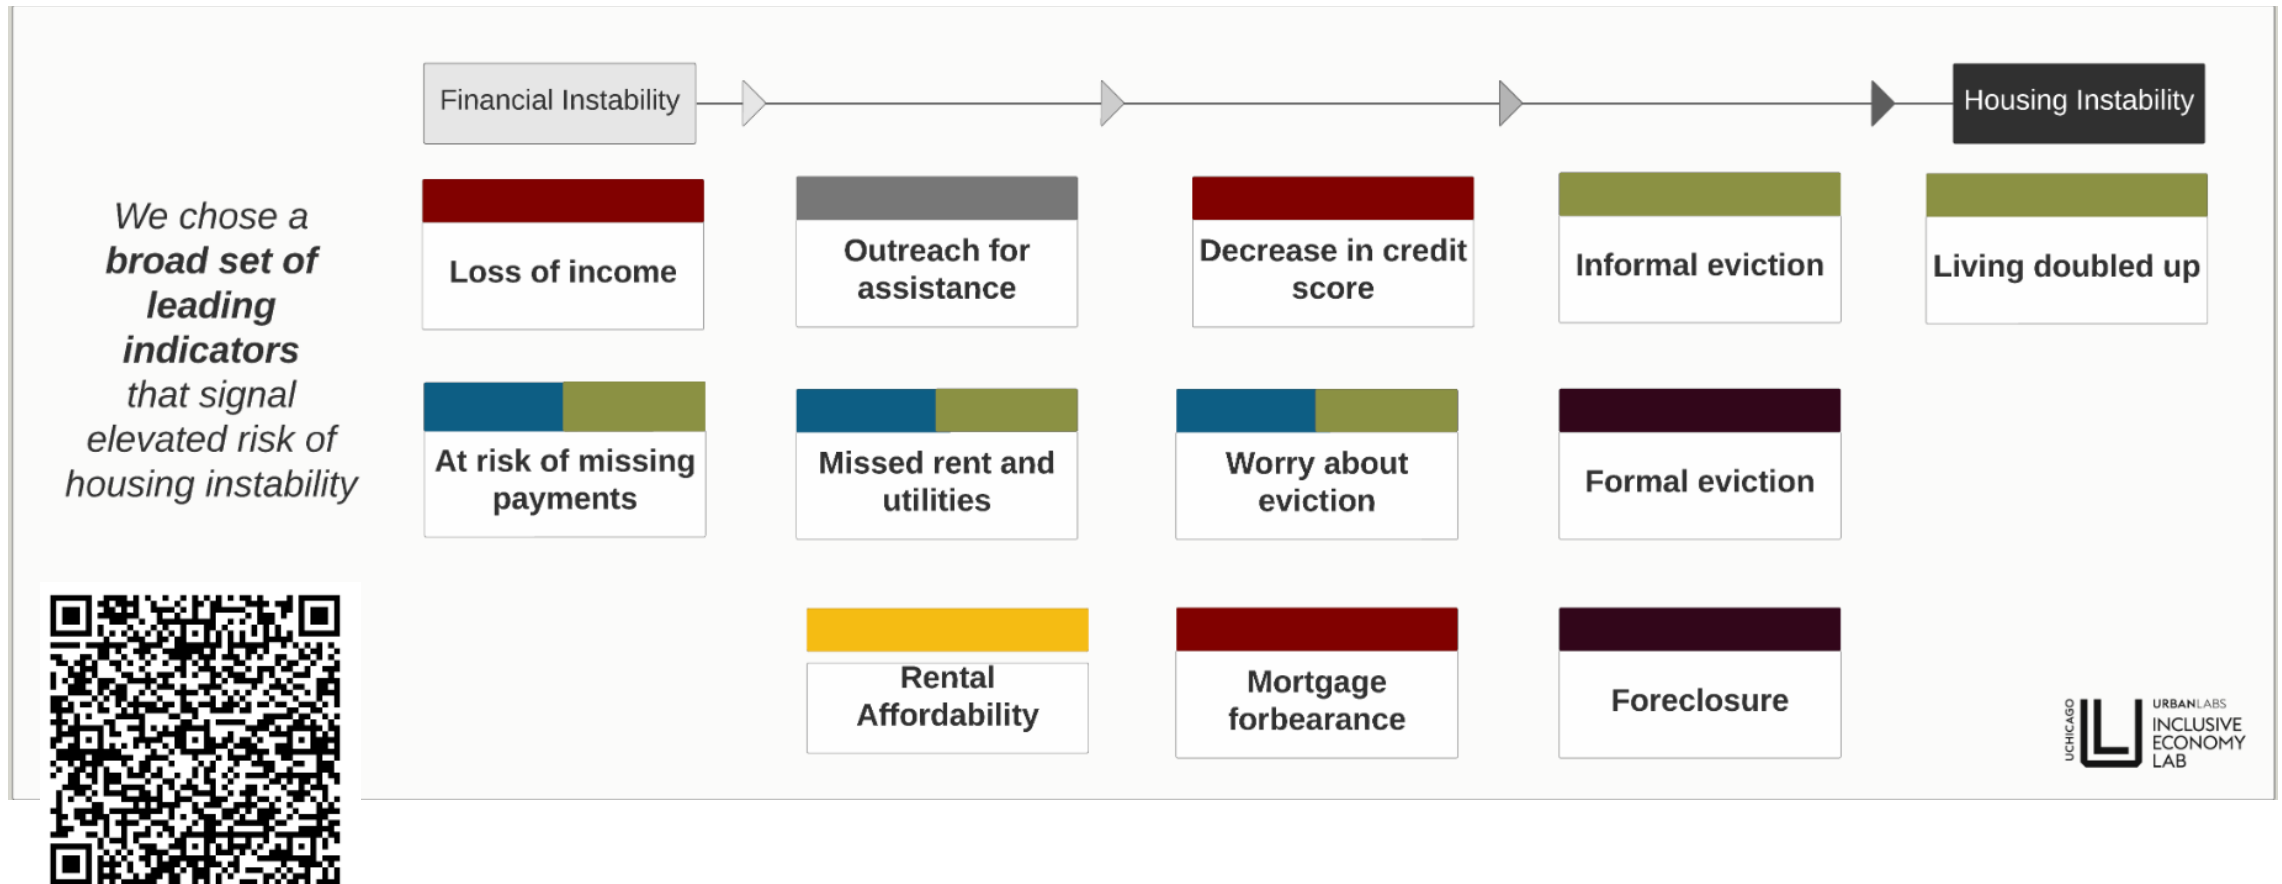 Financial Instability
Housing Instability
We chose a
broad set of
leading
indicators
that signal
elevated risk of
housing instability
Loss of income
Outreach for
assistance
Decrease in credit
score
Informal eviction
Living doubled up
At risk of missing
payments
Missed rent and
utilities
Worry about
eviction
Formal eviction
Rental
Affordability
Mortgage
forbearance
Foreclosure
UCHICAGO
URBANLABS
INCLUSIVE
ECONOMY
LAB